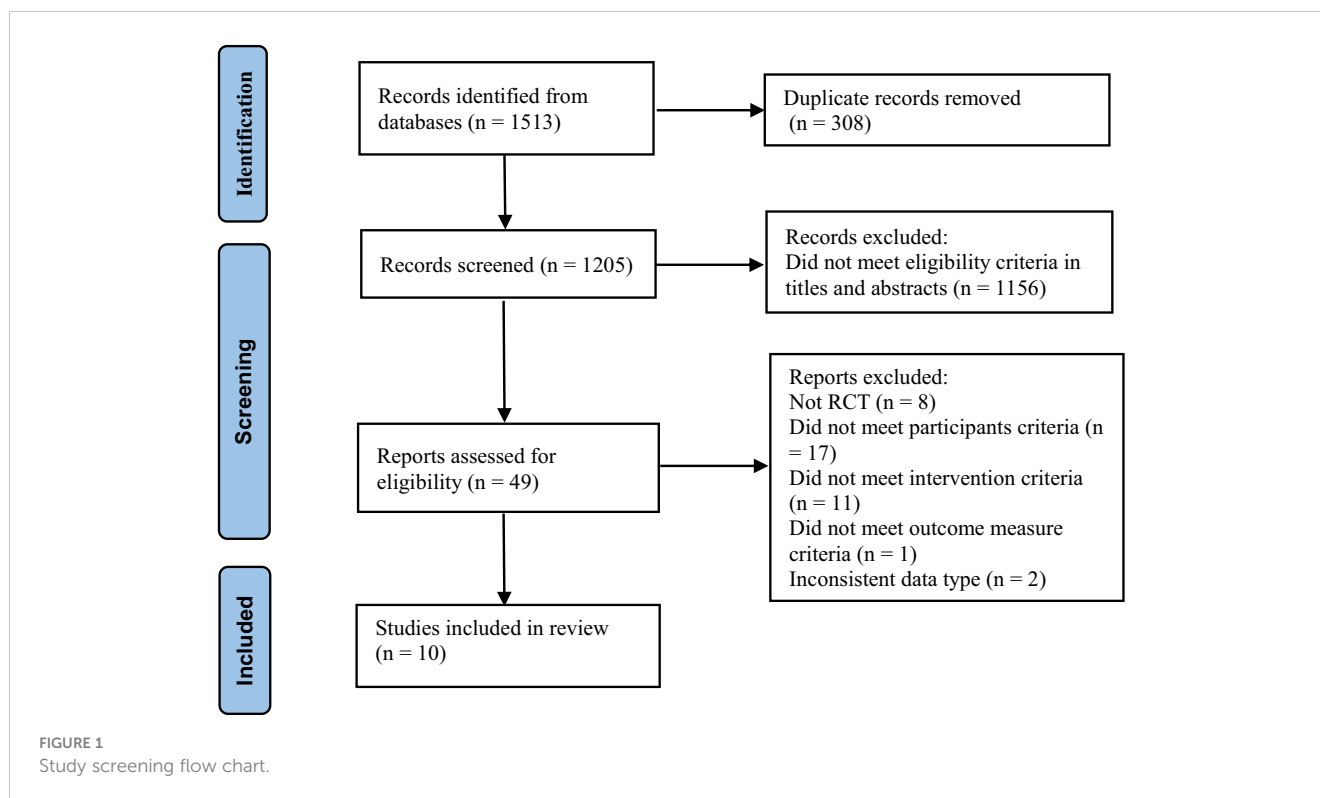 Identification
Records identified from
databases (n = 1513)
Duplicate records removed
(n = 308)
Screening
Records screened (n = 1205)
Records excluded:
Did not meet eligibility criteria in
titles and abstracts (n = 1156)
Reports assessed for
eligibility (n = 49)
Reports excluded:
Not RCT (n = 8)
Did not meet participants criteria (n
= 17)
Did not meet intervention criteria
(n = 11)
Did not meet outcome measure
criteria (n = 1)
Inconsistent data type (n = 2)
Included
Studies included in review
(n = 10)
FIGURE 1
Study screening flow chart.